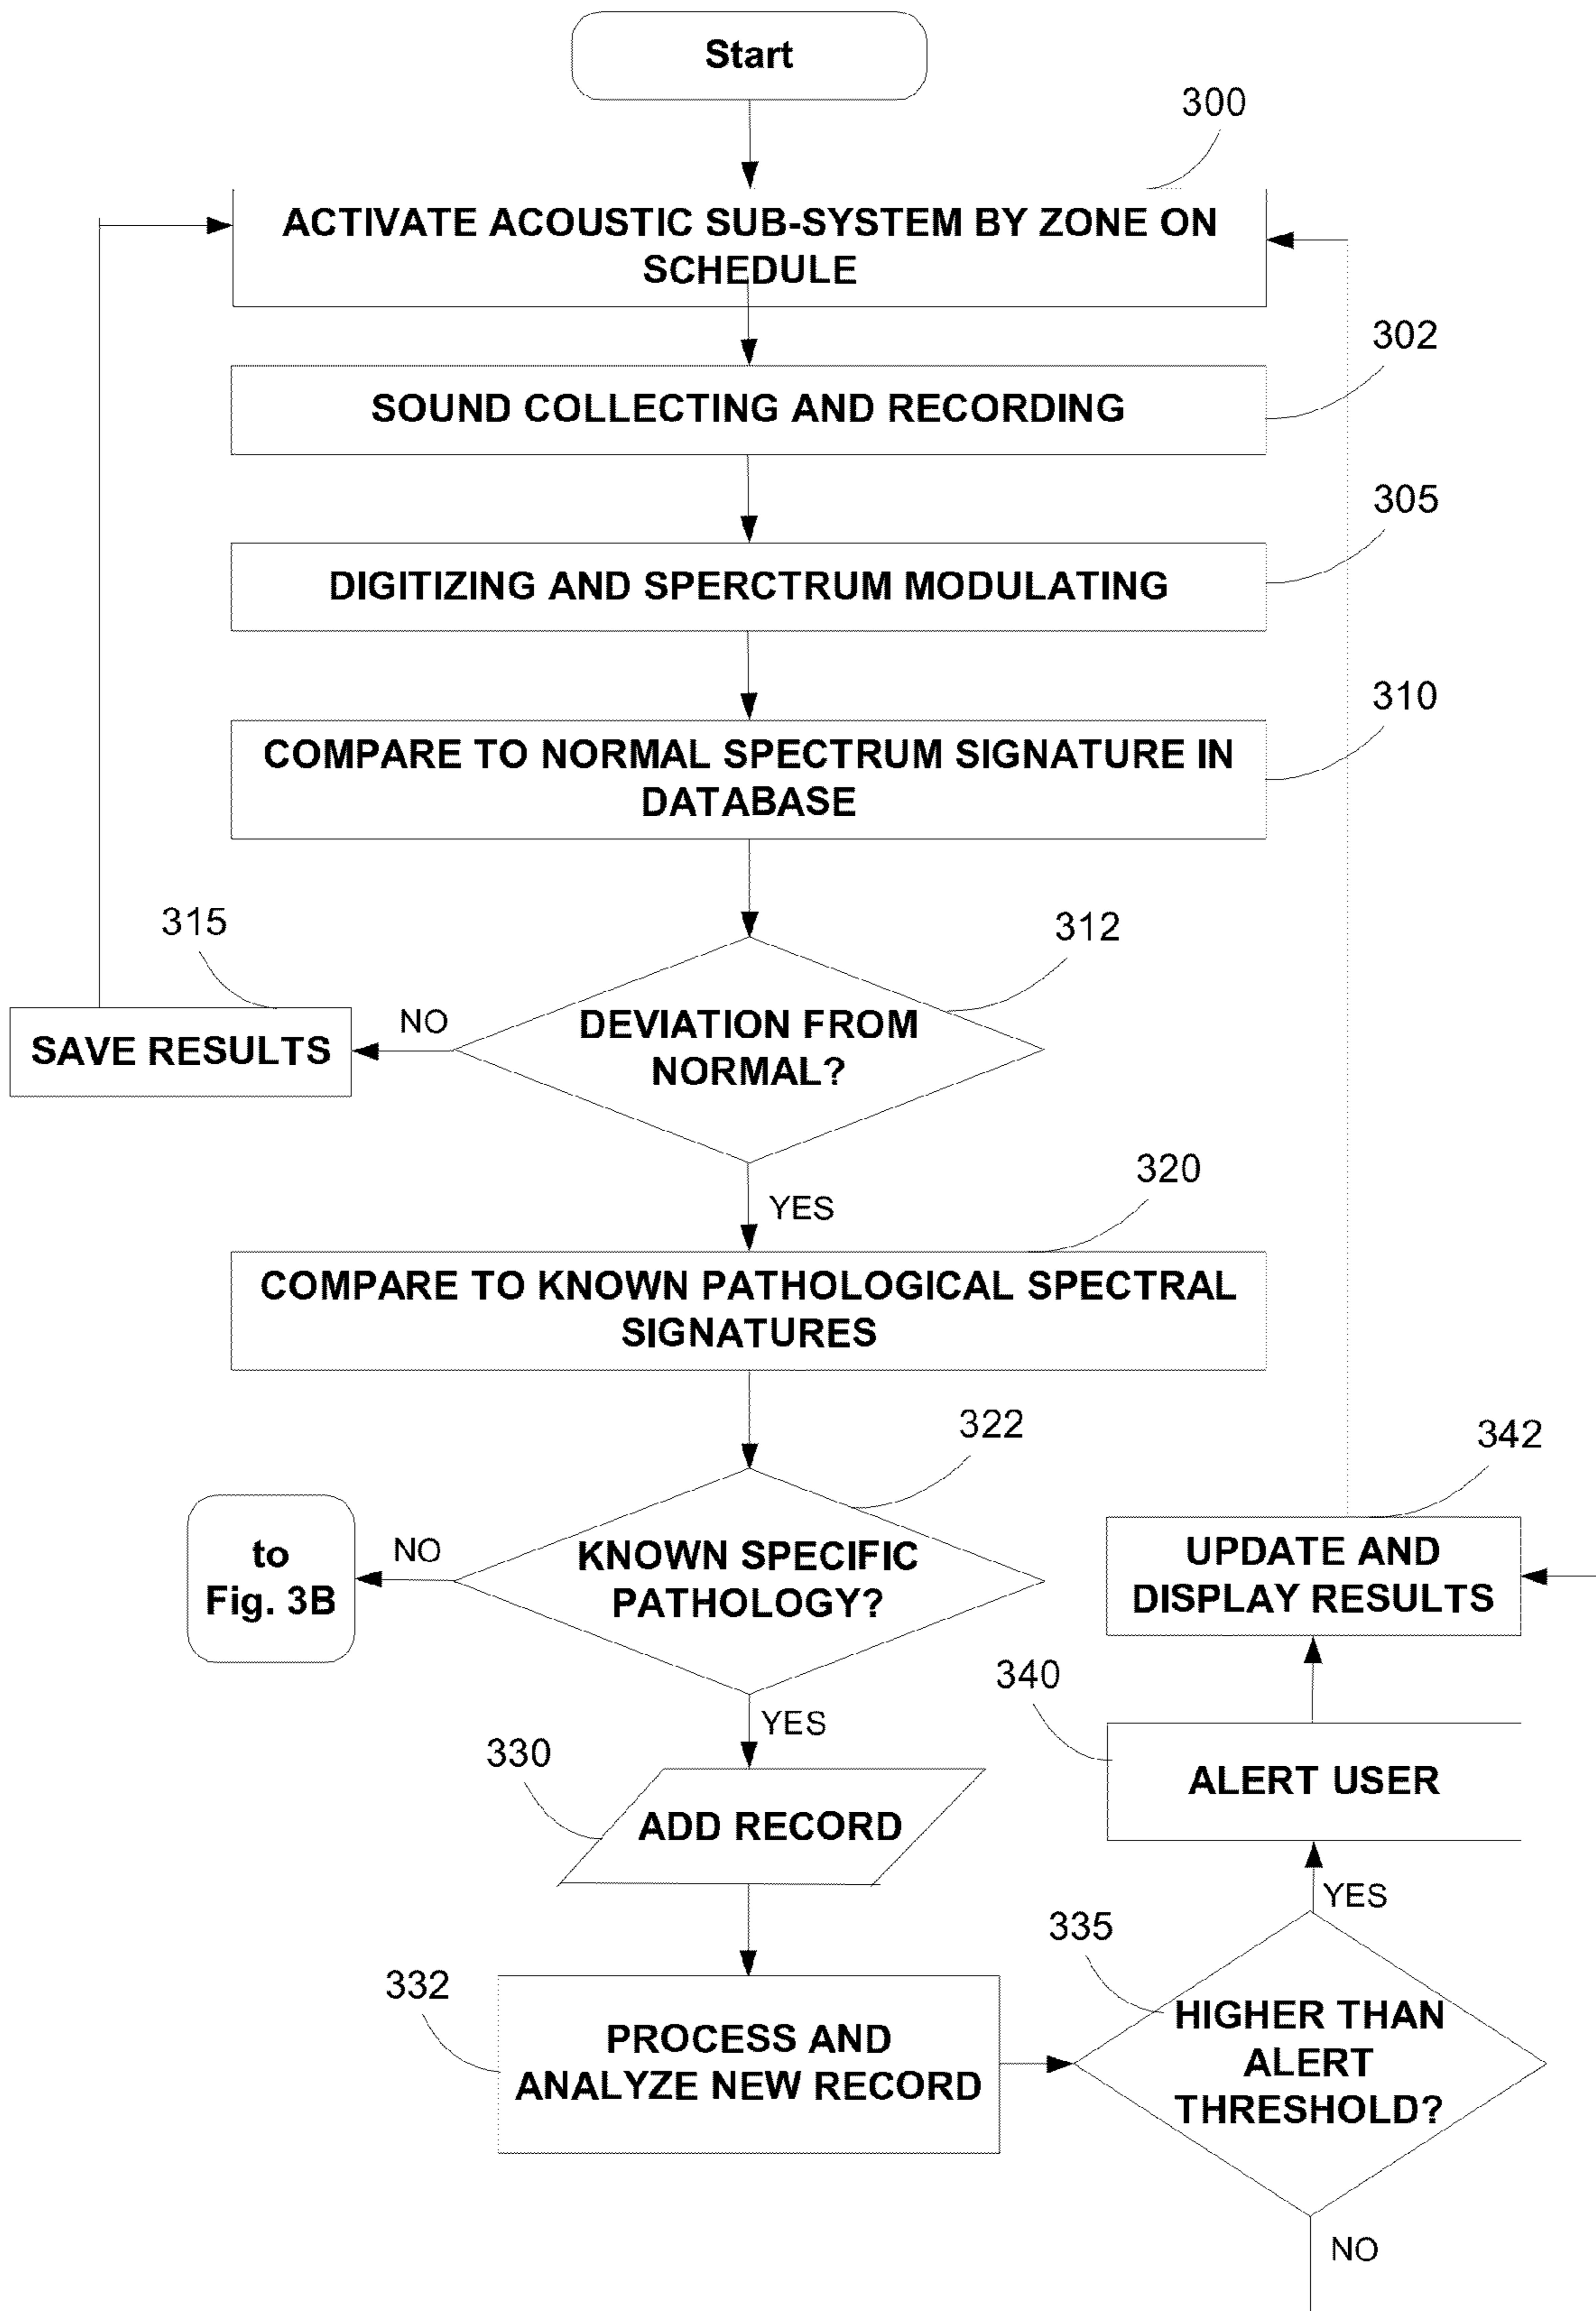 Start
300
ACTIVATE ACOUSTIC SUB-SYSTEM BY ZONE ON
SCHEDULE
302
SOUND COLLECTING AND RECORDING
305
DIGITIZING AND SPERCTRUM MODULATING
310
COMPARE TO NORMAL SPECTRUM SIGNATURE IN
DATABASE
315
312
SAVE RESULTS
NO
DEVIATION FROM
NORMAL?
YES
320
COMPARE TO KNOWN PATHOLOGICAL SPECTRAL
SIGNATURES
322
342
to
Fig. 3B
NO
KNOWN SPECIFIC
PATHOLOGY?
UPDATE AND
DISPLAY RESULTS
340
YES
330
ADD RECORD
ALERT USER
YES
335
332
PROCESS AND
ANALYZE NEW RECORD
HIGHER THAN
ALERT
THRESHOLD?
NO